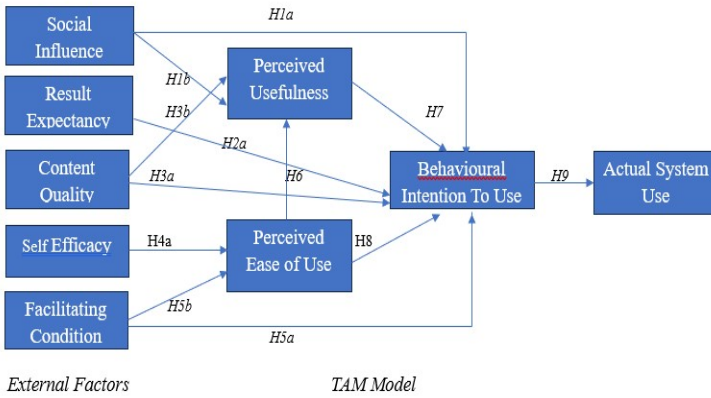 Social
Influence
Result
Expectancy
Content
Quality
Self Efficacy
Facilitating
Condition
Perceived
Usefulness
Perceived
Ease of Use
Behavioural
Intention To Use
Actual System
Use
H1a
H1b
H3b
H2a
H3a
H6
H7
H4a
H8
H5b
H5a
H9
External Factors
TAM Model